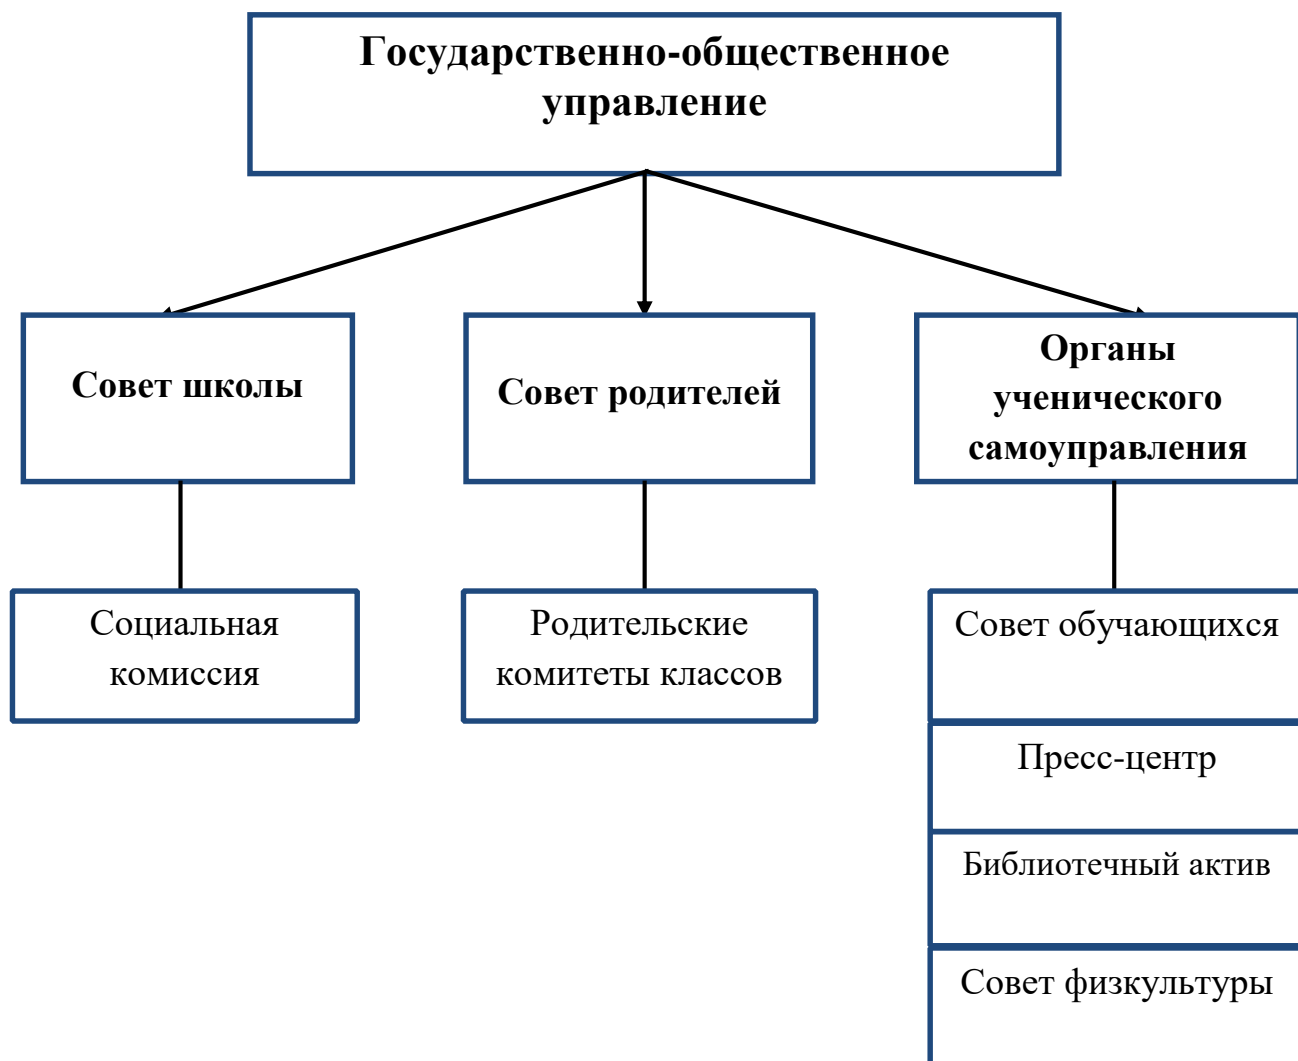 Государственно-общественное
управление
Совет школы
Совет родителей
Органы
ученического
самоуправления
Социальная
комиссия
Родительские
комитеты классов
Совет обучающихся
Пресс-центр
Библиотечный актив
Совет физкультуры